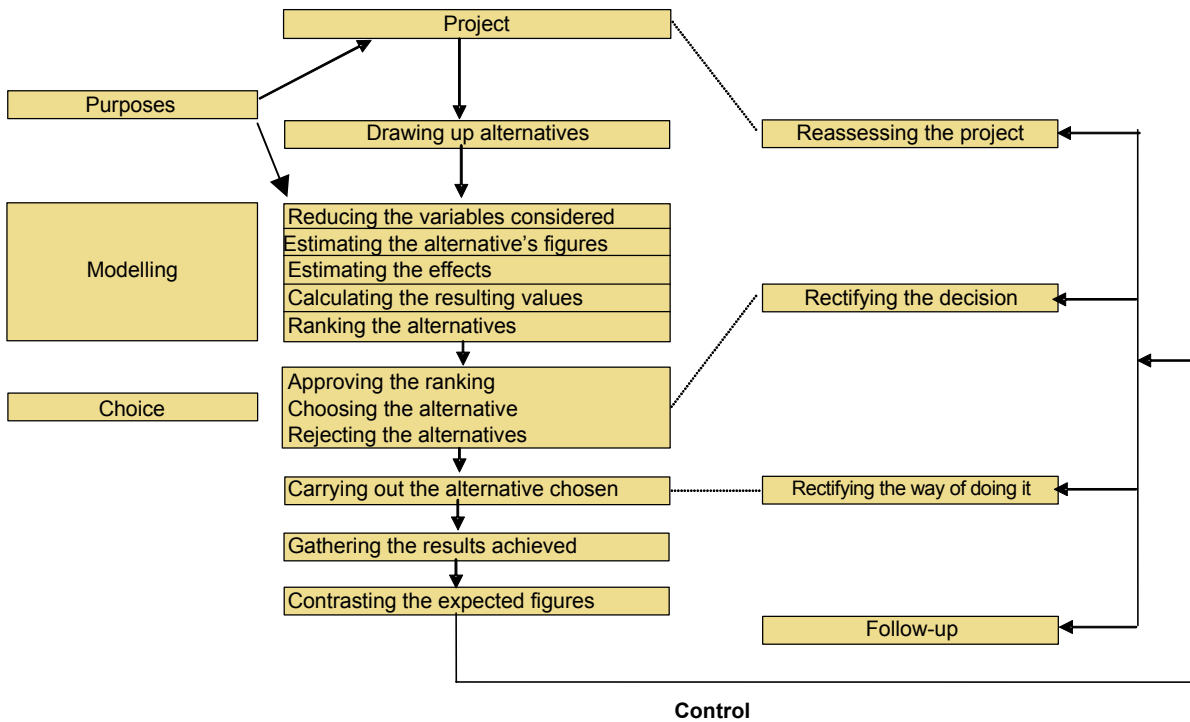 Project
Purposes
Drawing up alternatives
Reassessing the project
Modelling
Reducing the variables considered
Estimating the alternative’s figures
Estimating the effects
Calculating the resulting values
Ranking the alternatives
Rectifying the decision
Choice
Approving the ranking
Choosing the alternative
Rejecting the alternatives
Carrying out the alternative chosen
Rectifying the way of doing it
Gathering the results achieved
Contrasting the expected figures
Follow-up
Control